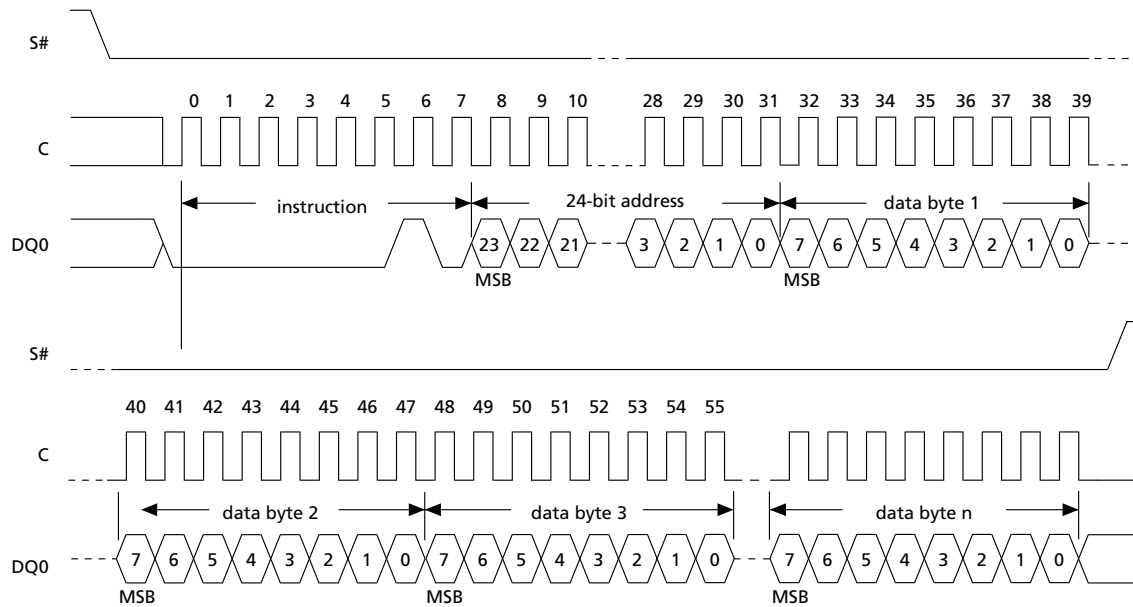 S#
0 1 2 3 4 5 6 7 8 9 10 28 29 30 31 32 33 34 35 36 37 38 39
C
instruction 24-bit address data byte 1
DQ0 23 22 21 3 2 1 0 7 6 5 4 3 2 1 0
MSB MSB
S#
40 41 42 43 44 45 46 47 48 49 50 51 52 53 54 55
C
data byte 2 data byte 3 data byte n
DQ0 7 6 5 4 3 2 1 0 7 6 5 4 3 2 1 0 7 6 5 4 3 2 1 0
MSB MSB MSB